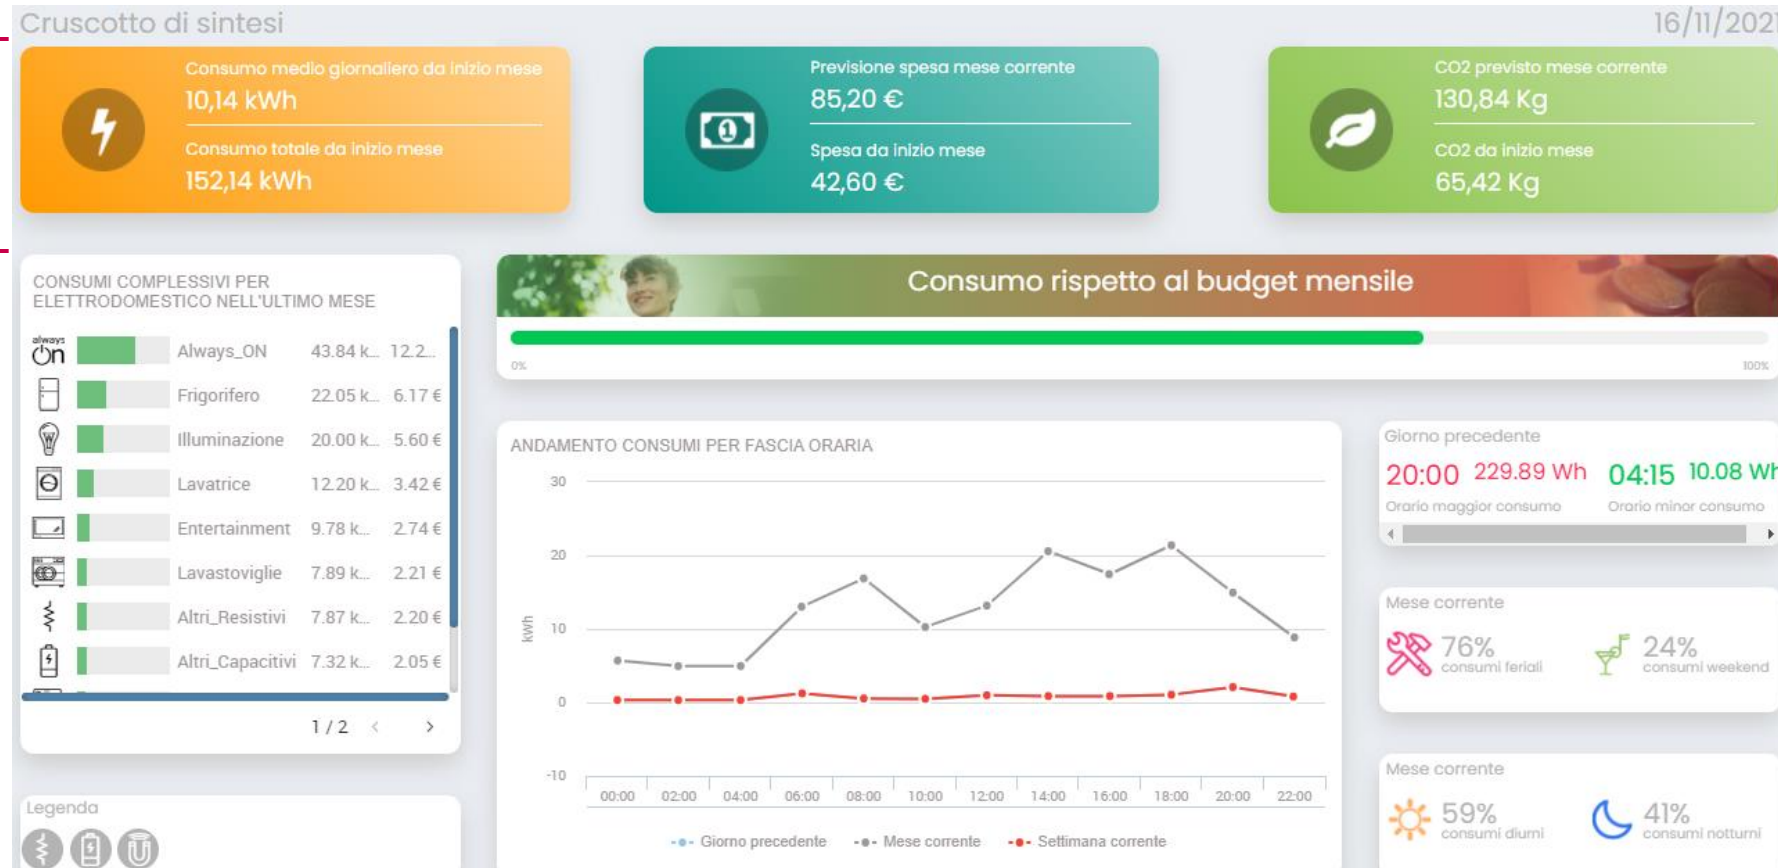 Cruscotto di sintesi
16/11/2021
Consumo medio giornaliero da inizio mese
10,14 kWh
Consumo totale da inizio mese
152,14 kWh
Previsione spesa mese corrente
85,20 €
Spesa da inizio mese
42,60 €
CO2 previsto mese corrente
130,84 Kg
CO2 da inizio mese
65,42 Kg
CONSUMI COMPLESSIVI PER
ELETTRODOMESTICO NELL'ULTIMO MESE
always
On
Always_ON 43.84 k... 12.2...
Frigorifero 22.05 k... 6.17 €
Illuminazione 20.00 k... 5.60 €
Lavatrice 12.20 k... 3.42 €
Entertainment 9.78 k... 2.74 €
Lavastoviglie 7.89 k... 2.21 €
Altri_Resistivi 7.87 k... 2.20 €
Altri_Capacitivi 7.32 k... 2.05 €
1 / 2 < >
Legenda
Consumo rispetto al budget mensile
0% 100%
ANDAMENTO CONSUMI PER FASCIA ORARIA
30
20
10
0
-10
kWh
00:00 02:00 04:00 06:00 08:00 10:00 12:00 14:00 16:00 18:00 20:00 22:00
Giorno precedente Mese corrente Settimana corrente
Giorno precedente
20:00 229.89 Wh 04:15 10.08 Wh
Orario maggior consumo Orario minor consumo
Mese corrente
76% 24%
consumi feriali consumi weekend
Mese corrente
59% 41%
consumi diurni consumi notturni